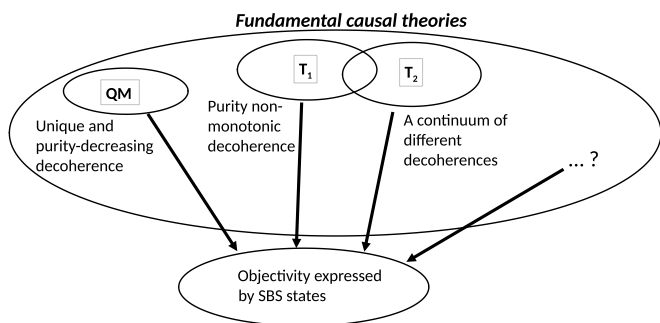 Fundamental causal theories
QM
T1
T2
Unique and
purity-decreasing
decoherence
Purity non-
monotonic
decoherence
A continuum of
different
decoherences
... ?
Objectivity expressed
by SBS states